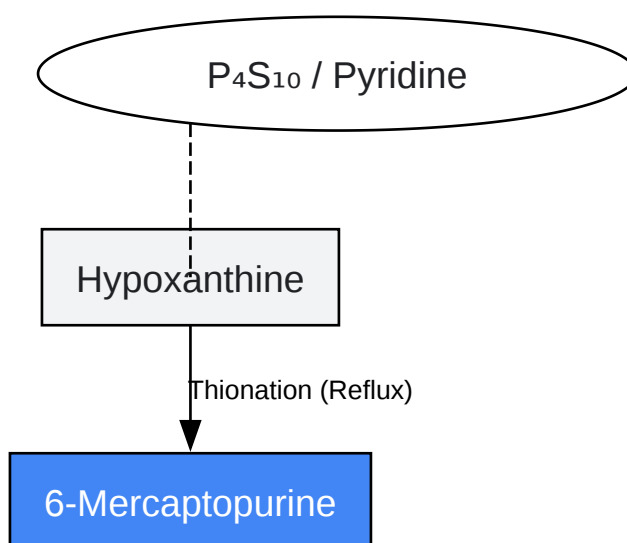 P₄S₁₀ / Pyridine
Hypoxanthine
Thionation (Reflux)
6-Mercaptopurine